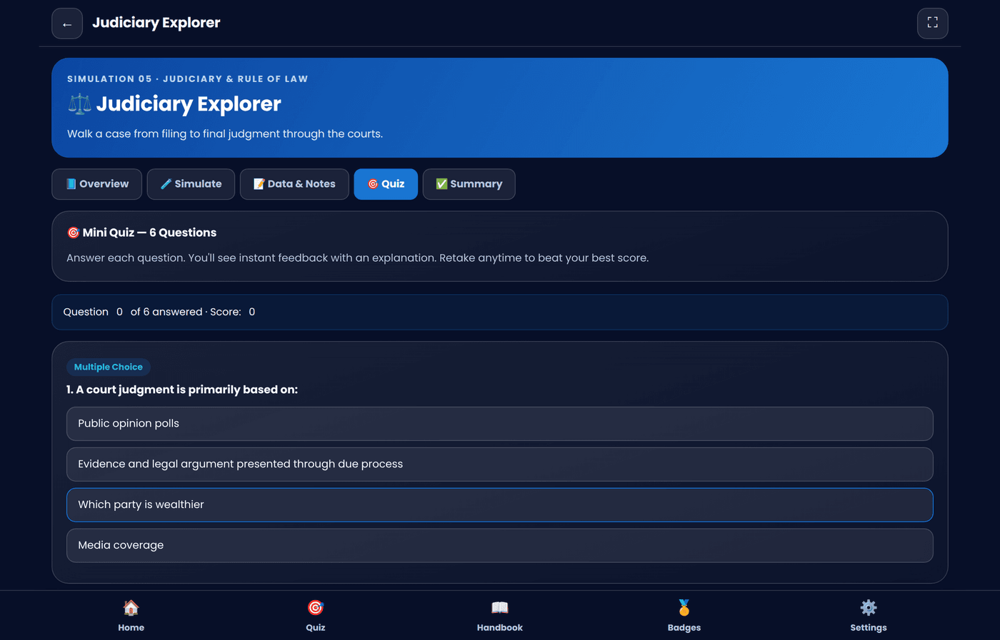 ← Judiciary Explorer
SIMULATION 05 · JUDICIARY & RULE OF LAW
⚖️ Judiciary Explorer
Walk a case from filing to final judgment through the courts.
📘 Overview 🧪 Simulate 📝 Data & Notes 🎯 Quiz ✅ Summary
🎯 Mini Quiz — 6 Questions
Answer each question. You'll see instant feedback with an explanation. Retake anytime to beat your best score.
Question 0 of 6 answered · Score: 0
Multiple Choice
1. A court judgment is primarily based on:
Public opinion polls
Evidence and legal argument presented through due process
Which party is wealthier
Media coverage
Home Quiz Handbook Badges Settings